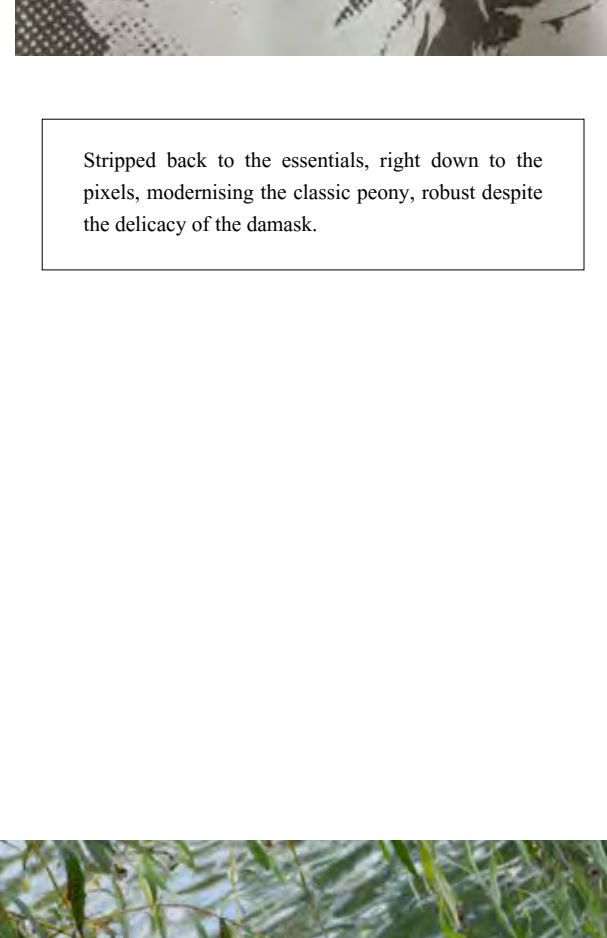 Stripped back to the essentials, right down to the
pixels, modernising the classic peony, robust despite
the delicacy of the damask.